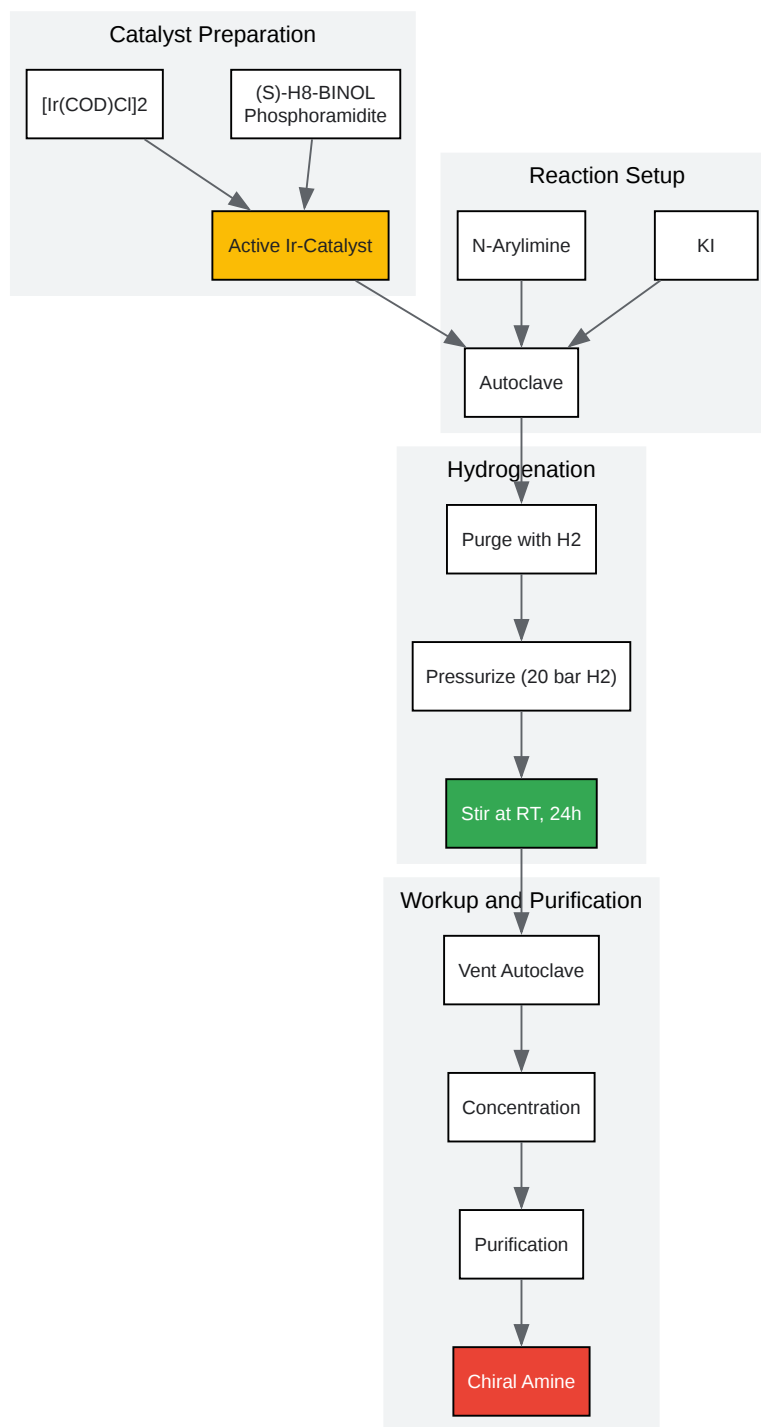 Catalyst Preparation
[Ir(COD)Cl]2
(S)-H8-BINOL
Phosphoramidite
Active Ir-Catalyst
Reaction Setup
N-Arylimine
KI
Autoclave
Hydrogenation
Purge with H2
Pressurize (20 bar H2)
Stir at RT, 24h
Workup and Purification
Vent Autoclave
Concentration
Purification
Chiral Amine